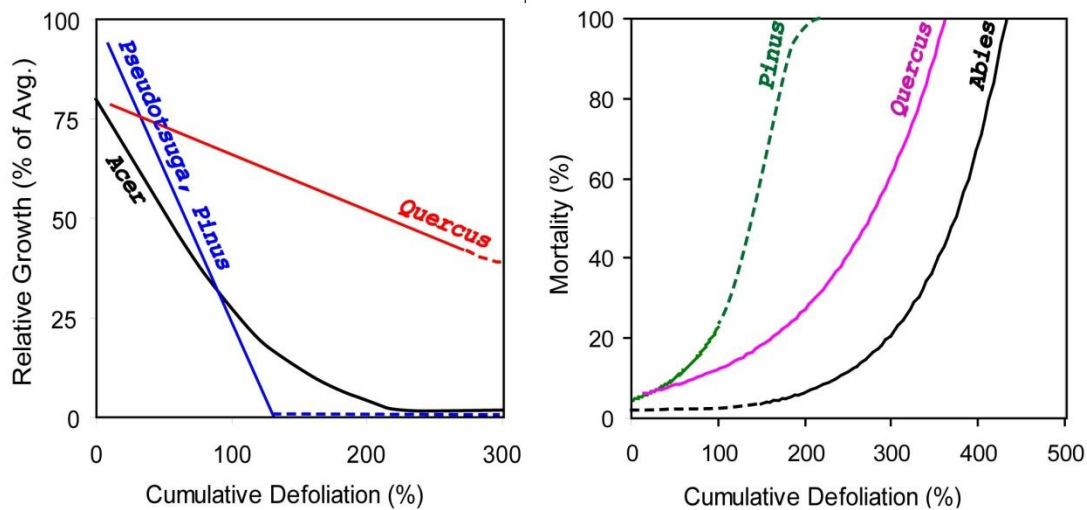 Relative Growth (% of Avg.)
100
75
50
25
0
Pseudotsuga, Pinus
Acer
Quercus
0 100 200 300
Cumulative Defoliation (%)
Mortality (%)
100
80
60
40
20
0
Pinus
Quercus
Abies
0 100 200 300 400 500
Cumulative Defoliation (%)